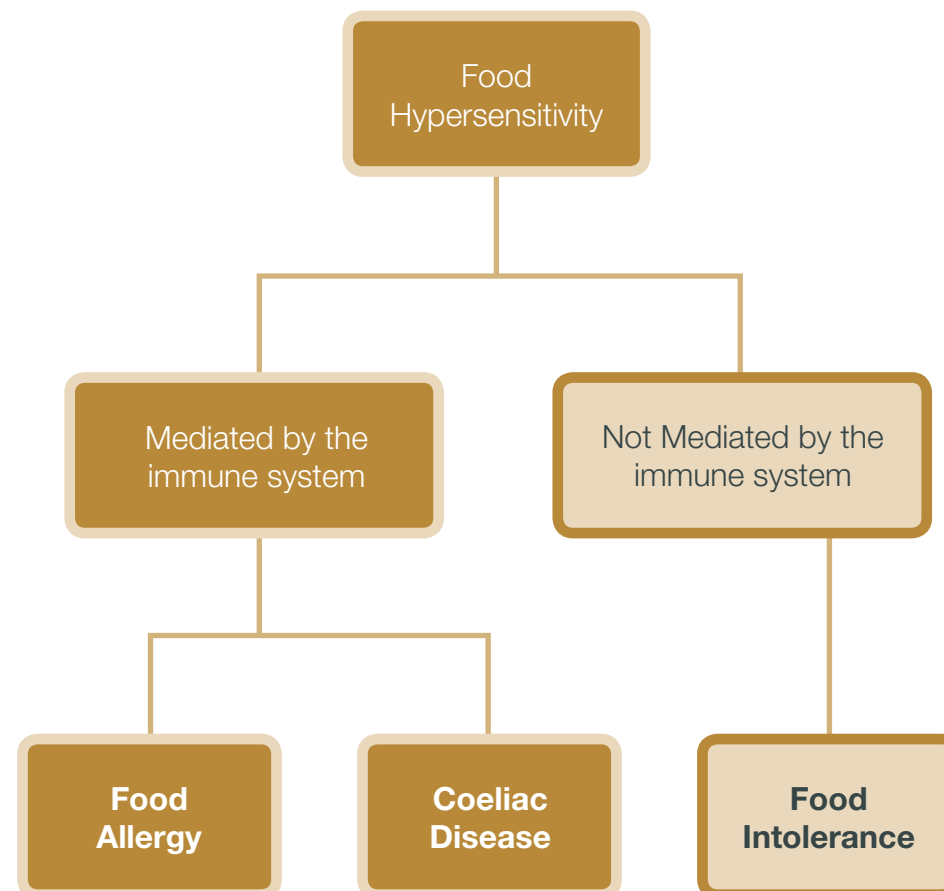 Food
Hypersensitivity
Mediated by the
immune system
Not Mediated by the
immune system
Food
Allergy
Coeliac
Disease
Food
Intolerance